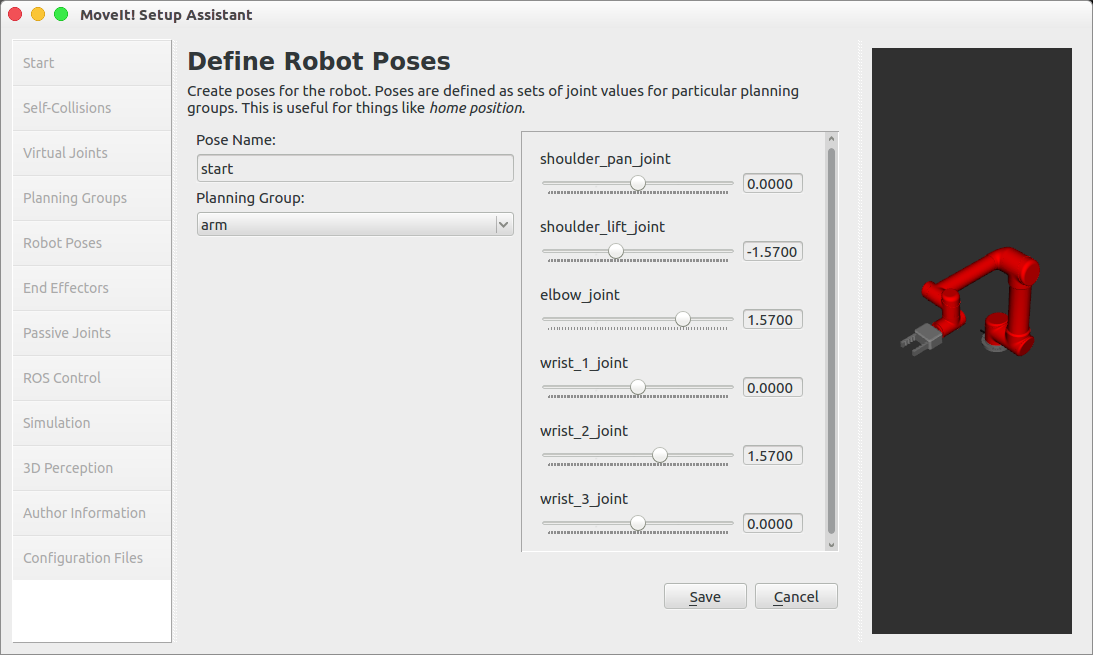 MoveIt! Setup Assistant
Start
Self-Collisions
Virtual Joints
Planning Groups
Robot Poses
End Effectors
Passive Joints
ROS Control
Simulation
3D Perception
Author Information
Configuration Files
Define Robot Poses
Create poses for the robot. Poses are defined as sets of joint values for particular planning
groups. This is useful for things like home position.
Pose Name:
start
Planning Group:
arm
shoulder_pan_joint
0.0000
shoulder_lift_joint
-1.5700
elbow_joint
1.5700
wrist_1_joint
0.0000
wrist_2_joint
1.5700
wrist_3_joint
0.0000
Save
Cancel